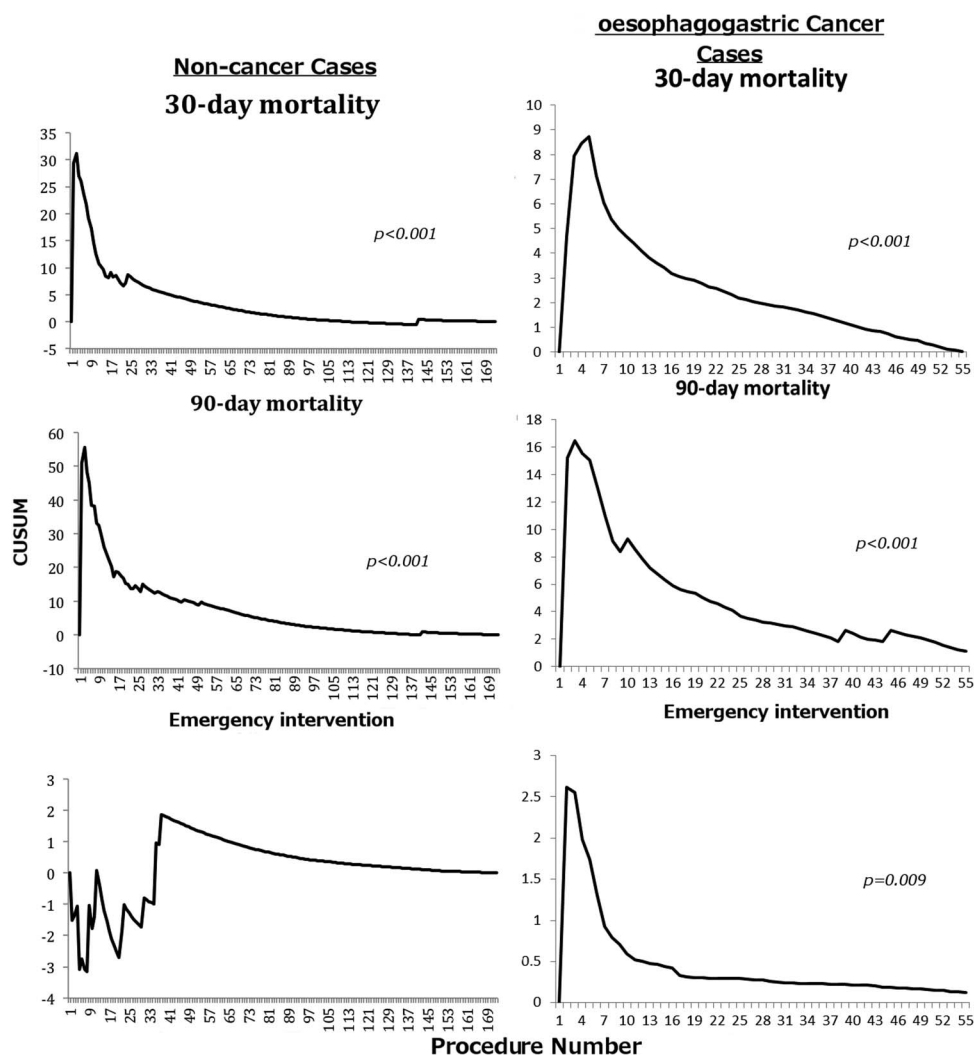 Non-cancer Cases
30-day mortality
35
30
25
20
15
10
5
0
-5
p<0.001
1 9 17 25 33 41 49 57 65 73 81 89 97 105 113 121 129 137 145 153 161 169
oesophagogastric Cancer
Cases
30-day mortality
10
9
8
7
6
5
4
3
2
1
0
p<0.001
1 4 7 10 13 16 19 22 25 28 31 34 37 40 43 46 49 52 55
90-day mortality
60
50
40
30
20
10
0
-10
CUSUM
p<0.001
1 9 17 25 33 41 49 57 65 73 81 89 97 105 113 121 129 137 145 153 161 169
90-day mortality
18
16
14
12
10
8
6
4
2
0
p<0.001
1 4 7 10 13 16 19 22 25 28 31 34 37 40 43 46 49 52 55
Emergency intervention
3
2
1
0
-1
-2
-3
-4
1 9 17 25 33 41 49 57 65 73 81 89 97 105 113 121 129 137 145 153 161 169
Emergency intervention
3
2.5
2
1.5
1
0.5
0
p=0.009
1 4 7 10 13 16 19 22 25 28 31 34 37 40 43 46 49 52 55
Procedure Number